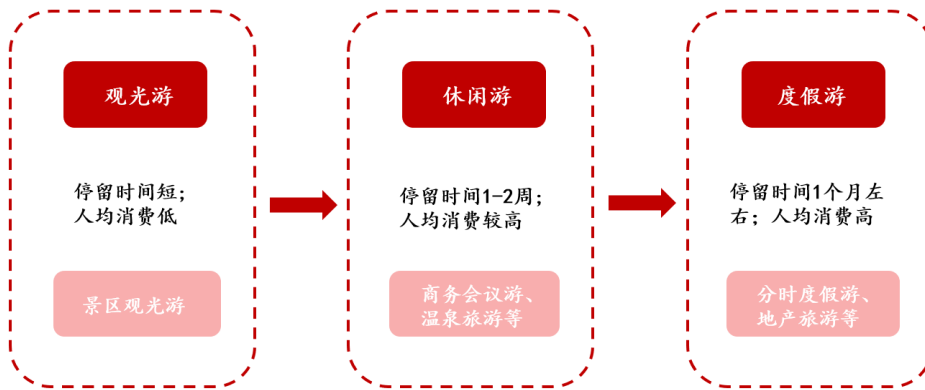 观光游
停留时间短；
人均消费低
景区观光游
休闲游
停留时间1-2周；
人均消费较高
商务会议游、
温泉旅游等
度假游
停留时间1个月左
右；人均消费高
分时度假游、
地产旅游等